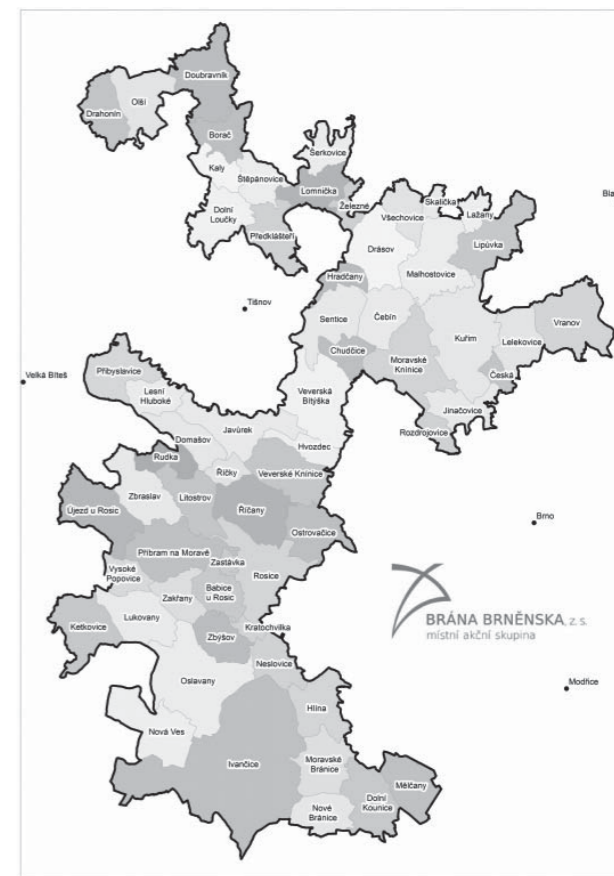 Doubravník
Olší
Drahonín
Borač
Šerkovice
Kaly
Štěpánovice
Lomnička
Skalička
Železné
Všechovice
Lažany
Dolní
Loučky
Předklášteří
Lipůvka
Drásov
Malhostovice
Hradčany
Tišnov
Sentice
Čebín
Vranov
Kuřim
Lelekovice
Chudčice
Moravské
Knínice
Velká Bíteš
Přibyslavice
Česká
Lesní
Hluboké
Veverská
Bítýška
Jinačovice
Javůrek
Rozdrojovice
Domašov
Hvozdec
Rudka
Říčky
Veverské Knínice
Zbraslav
Litostrov
Újezd u Rosic
Říčany
Brno
Ostrovačice
Příbram na Moravě
Zastávka
Vysoké
Popovice
Rosice
Babice
u Rosic
Zakřany
BRÁNA BRNĚNSKA, z. s.
místní akční skupina
Lukovany
Ketkovice
Kratochvilka
Zbýšov
Neslovice
Oslavany
Modřice
Hlína
Nová Ves
Ivančice
Moravské
Bránice
Mělčany
Dolní
Kounice
Nové
Bránice